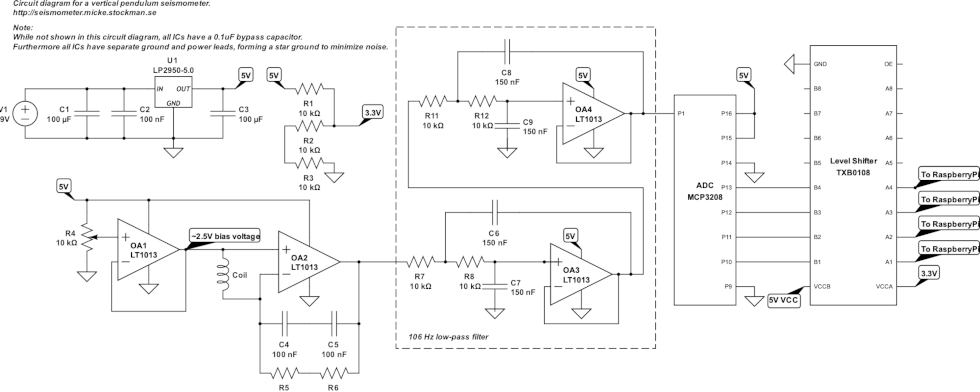 Circuit diagram for a vertical pendulum seismometer.
http://seismometer.micke.stockman.se
Note:
While not shown in this circuit diagram, all ICs have a 0.1uF bypass capacitor.
Furthermore all ICs have separate ground and power leads, forming a star ground to minimize noise.
U1
LP2950-5.0
IN OUT
GND
5V
V1
9V
C1
100 µF
C2
100 nF
C3
100 µF
5V
R1
10 kΩ
3.3V
R2
10 kΩ
R3
10 kΩ
C8
150 nF
R11
10 kΩ
R12
10 kΩ
C9
150 nF
5V
OA4
LT1013
5V
R4
10 kΩ
OA1
LT1013
~2.5V bias voltage
Coil
OA2
LT1013
C4
100 nF
C5
100 nF
R5
R6
C6
150 nF
R7
10 kΩ
R8
10 kΩ
C7
150 nF
5V
OA3
LT1013
106 Hz low-pass filter
5V
P1
ADC
MCP3208
P16
P15
P14
P13
P12
P11
P10
P9
Level Shifter
TXB0108
GND
B8
B7
B6
B5
B4
B3
B2
B1
VCCB
5V VCC
OE
A8
A7
A6
A5
A4
A3
A2
A1
VCCA
To RaspberryPi
To RaspberryPi
To RaspberryPi
To RaspberryPi
3.3V